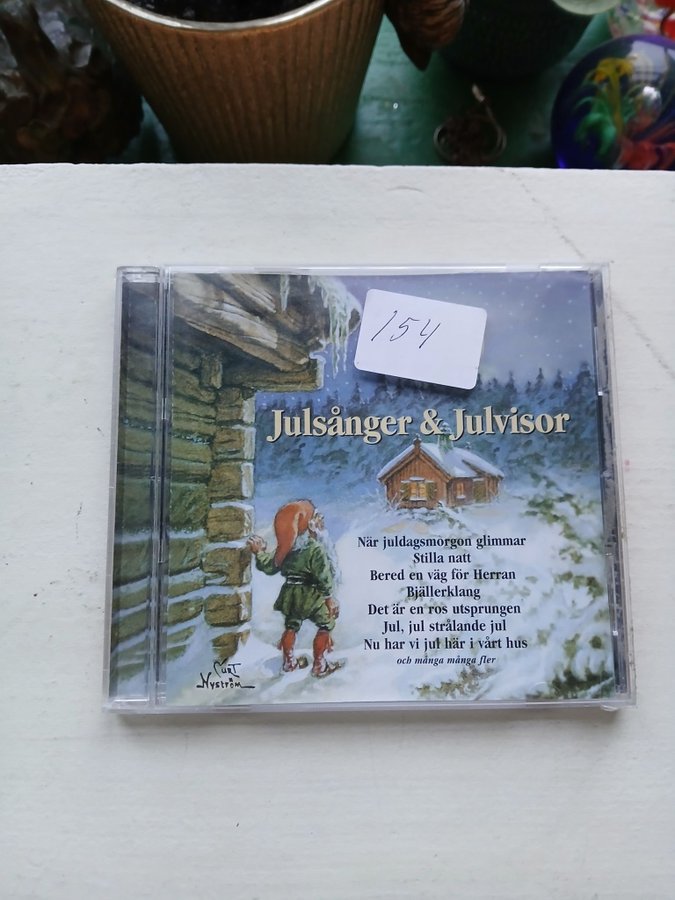 154
Julsånger & Julvisor
När juldagsmorgon glimmar
Stilla natt
Bered en väg för Herran
Bjällerklang
Det är en ros utsprungen
Jul, jul strålande jul
Nu har vi jul här i vårt hus
och många många fler
CURT
Nyström